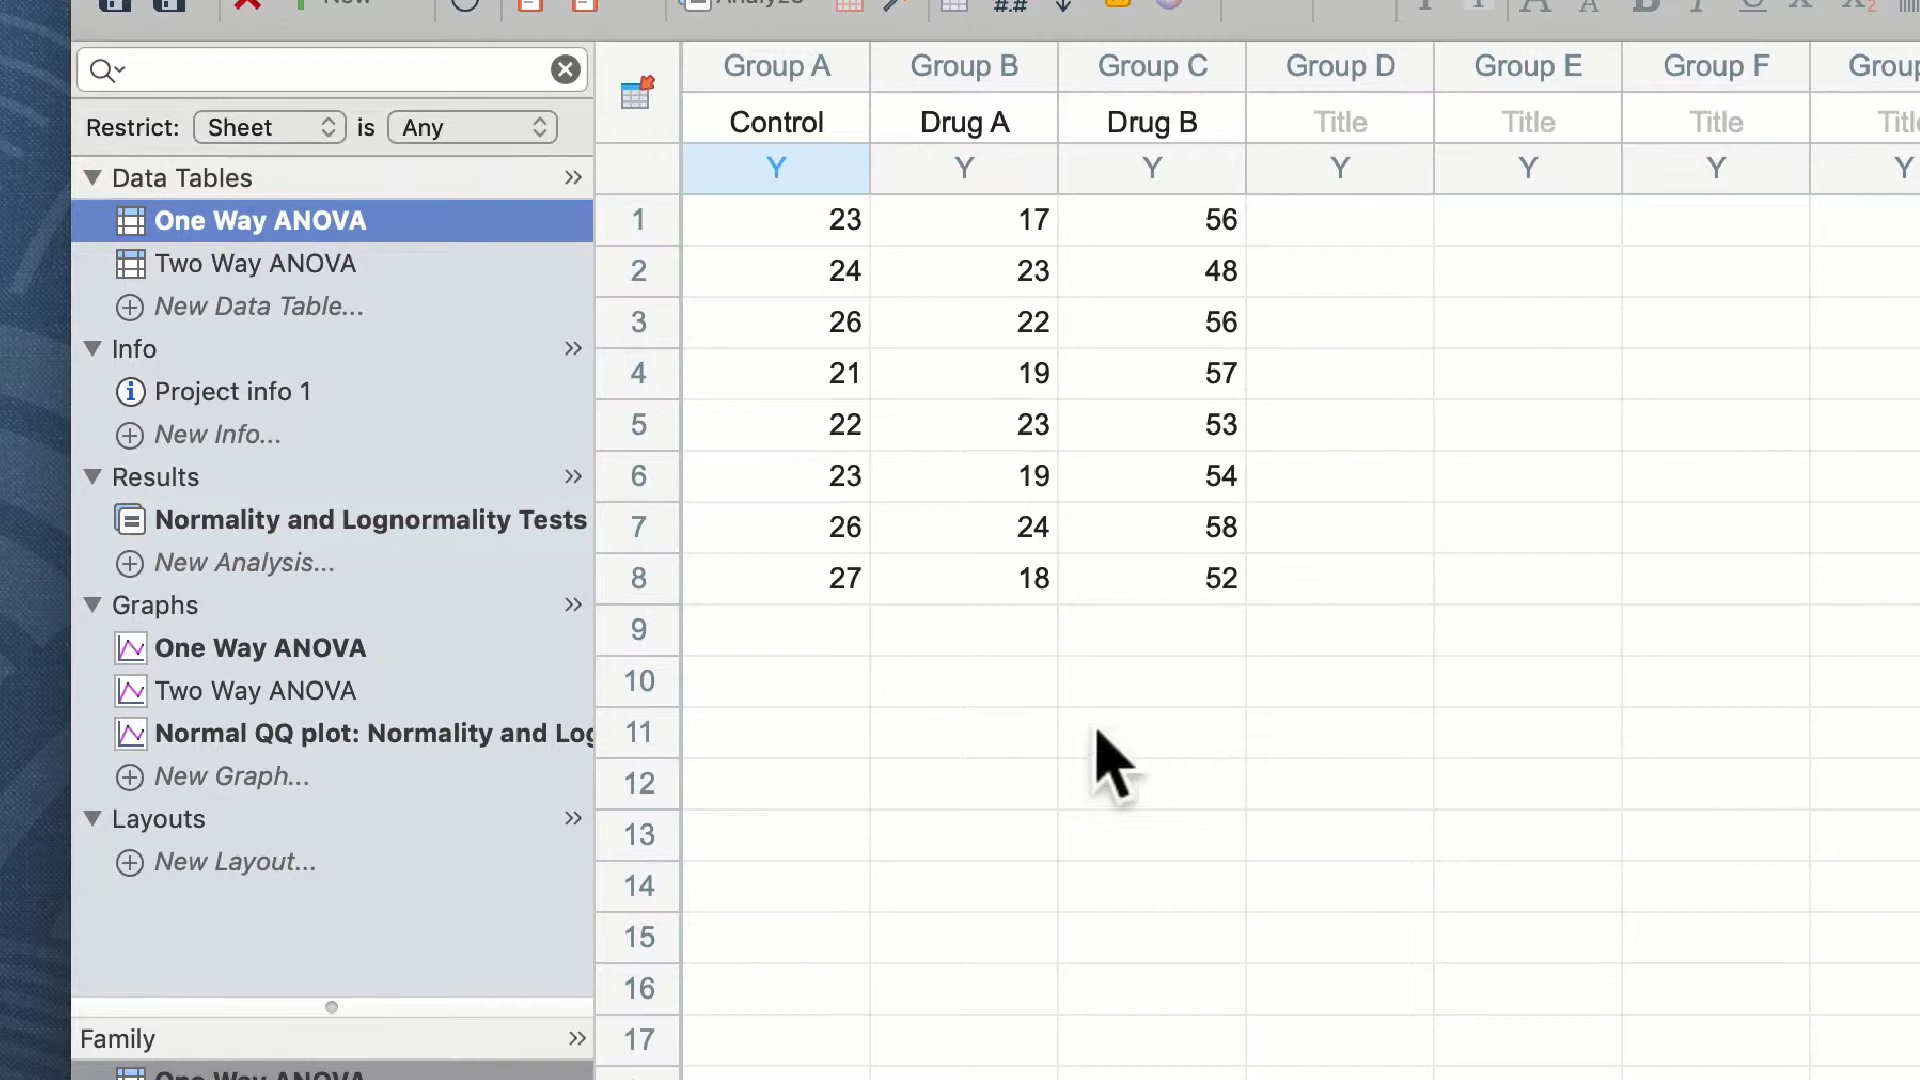 Restrict: Sheet is Any
Data Tables »
One Way ANOVA
Two Way ANOVA
New Data Table...
Info »
Project info 1
New Info...
Results »
Normality and Lognormality Tests
New Analysis...
Graphs »
One Way ANOVA
Two Way ANOVA
Normal QQ plot: Normality and Log
New Graph...
Layouts »
New Layout...
Family »
One Way ANOVA
Group A Group B Group C Group D Group E Group F Group
Control Drug A Drug B Title Title Title
Y Y Y Y Y Y Y
1 23 17 56
2 24 23 48
3 26 22 56
4 21 19 57
5 22 23 53
6 23 19 54
7 26 24 58
8 27 18 52
9
10
11
12
13
14
15
16
17